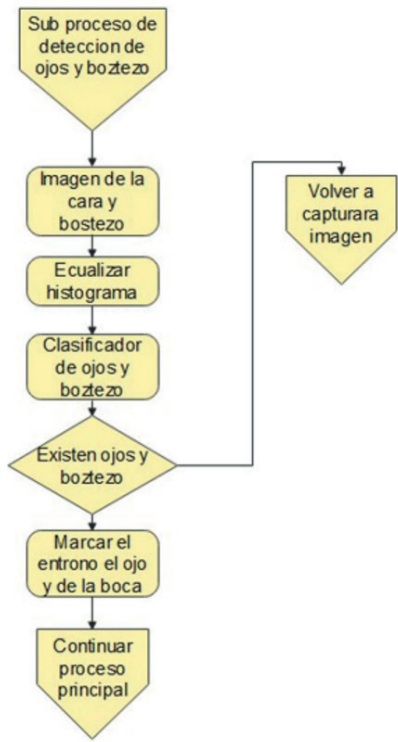 Sub proceso de
deteccion de
ojos y boztezo
Imagen de la
cara y
bostezo
Ecualizar
histograma
Clasificador
de ojos y
boztezo
Existen ojos y
boztezo
Marcar el
entrono el ojo
y de la boca
Continuar
proceso
principal
Volver a
capturara
imagen